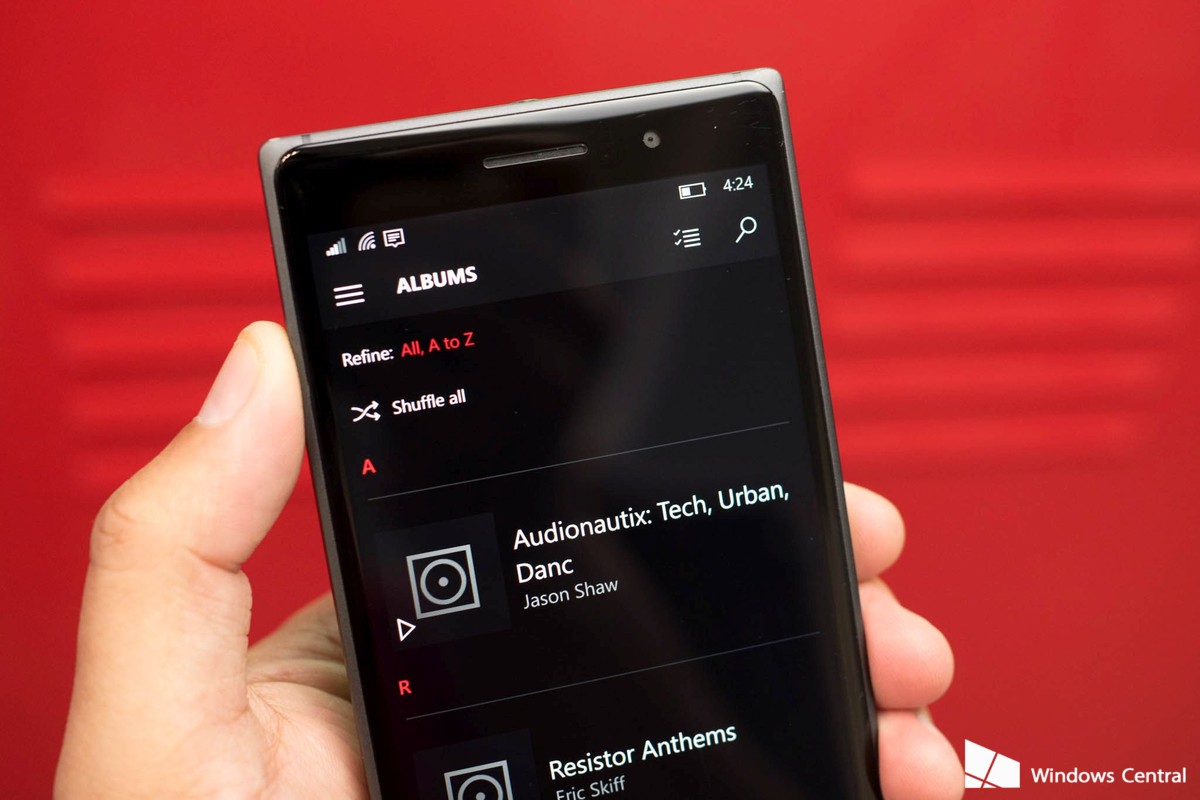 4:24
ALBUMS
Refine: All, A to Z
Shuffle all
A
Audionautix: Tech, Urban,
Danc
Jason Shaw
R
Resistor Anthems
Eric Skiff
Windows Central